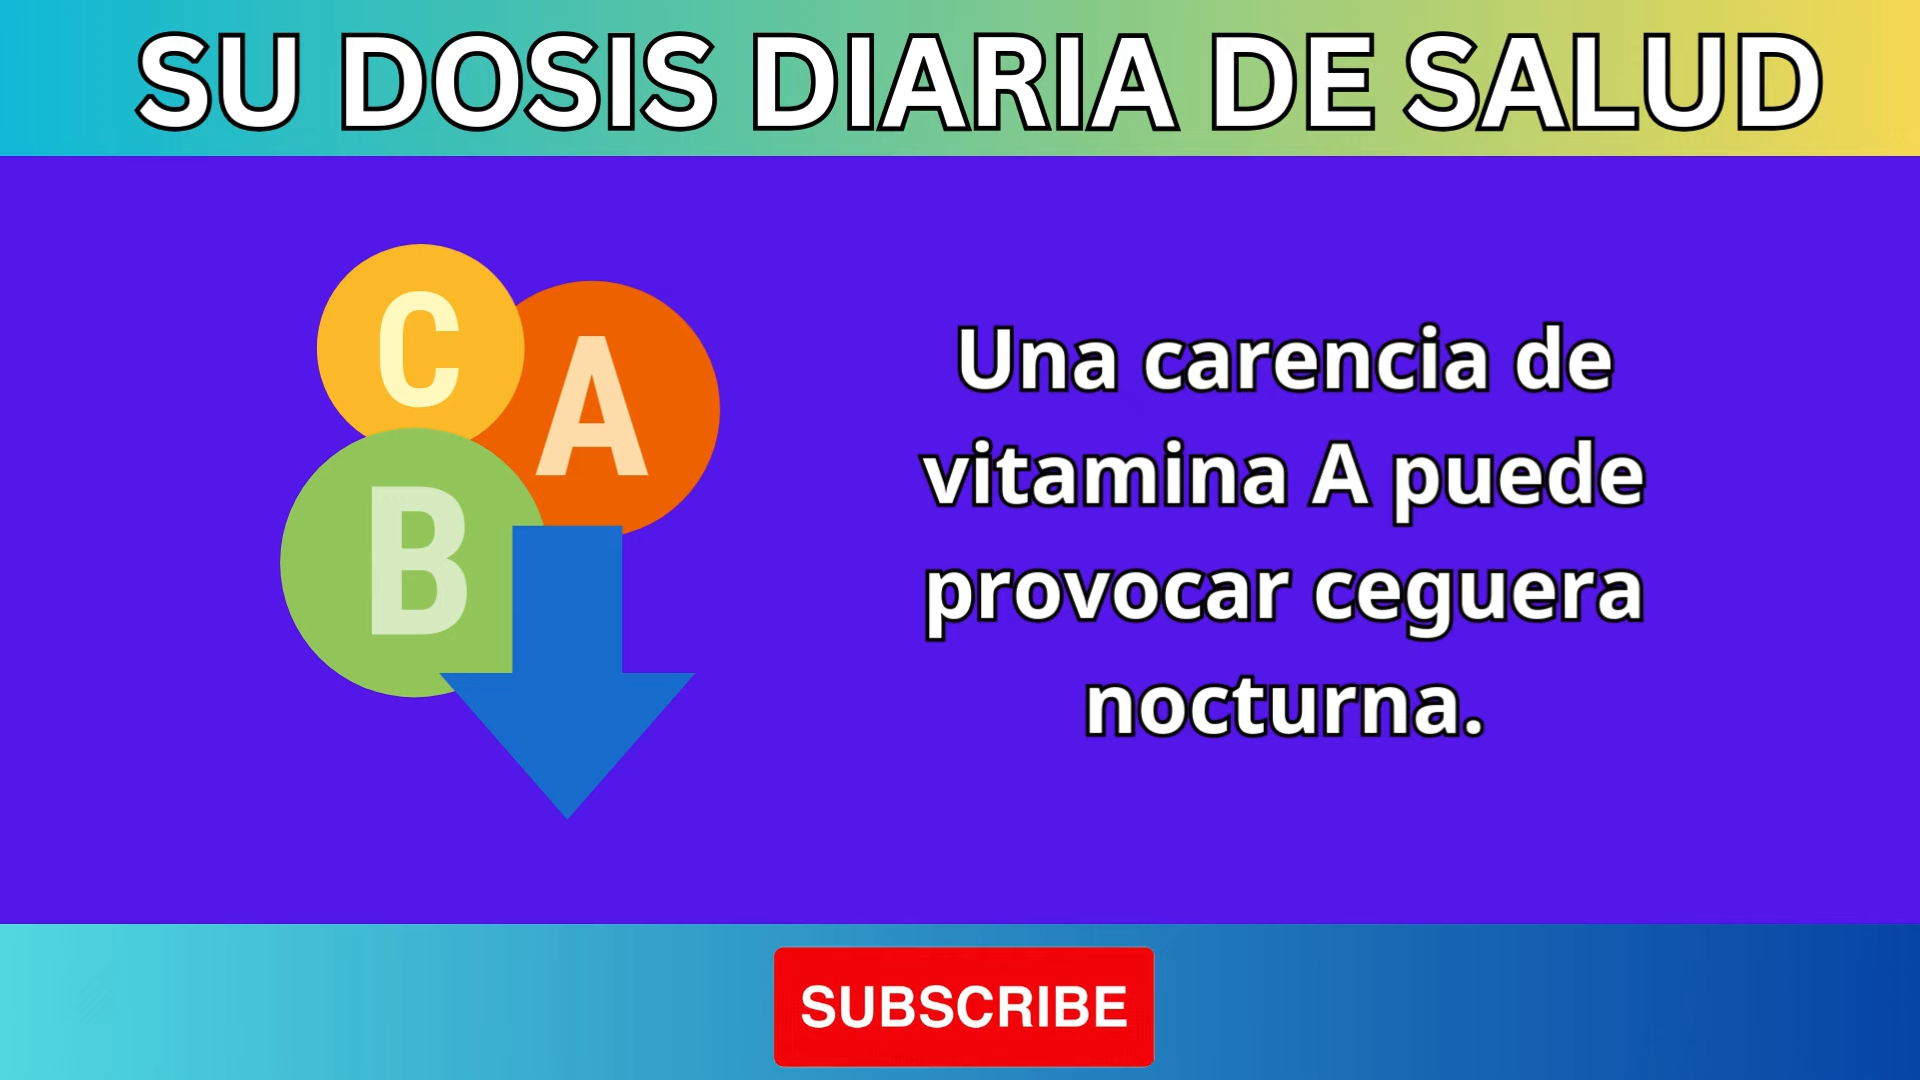 SU DOSIS DIARIA DE SALUD
C
A
B
Una carencia de
vitamina A puede
provocar ceguera
nocturna.
SUBSCRIBE